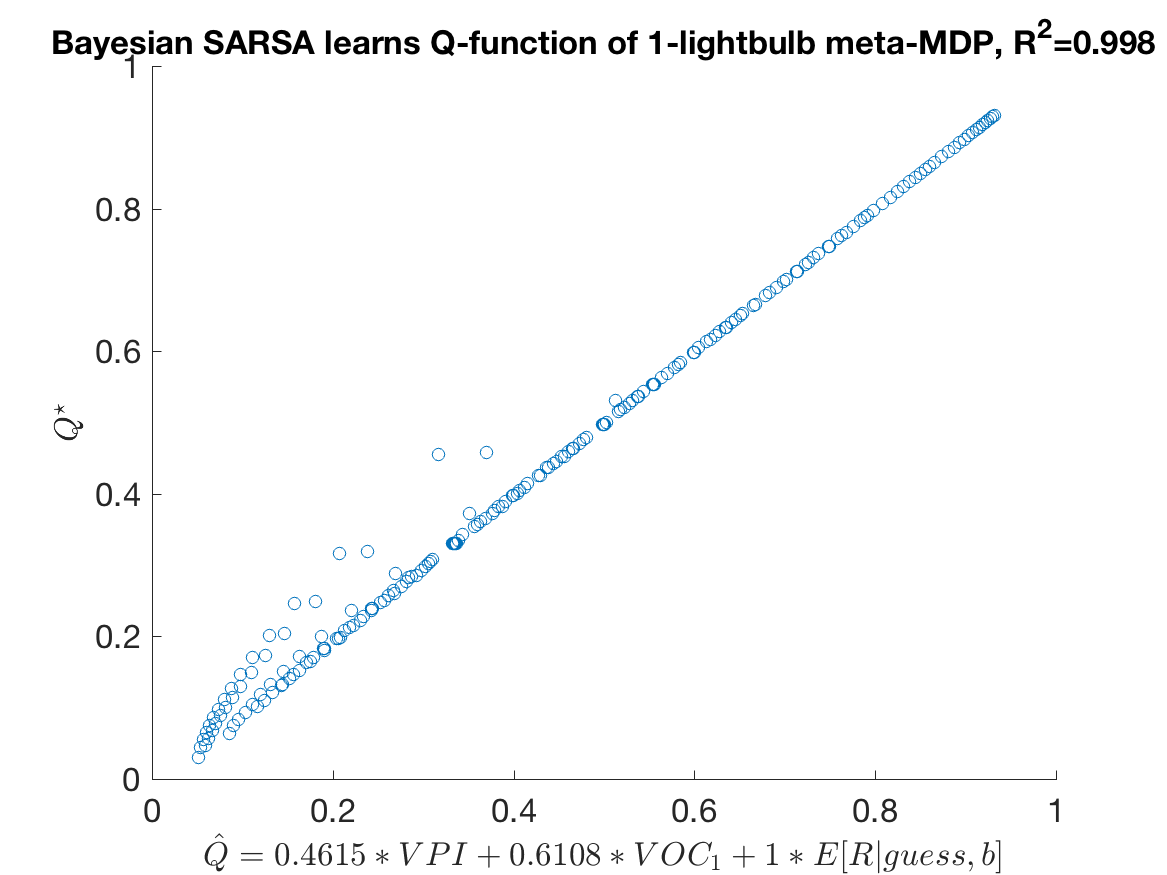 Bayesian SARSA learns Q-function of 1-lightbulb meta-MDP, R²=0.998
1
0.8
0.6
0.4
0.2
0
Q⋆
0 0.2 0.4 0.6 0.8 1
Q̂ = 0.4615 ∗ VPI + 0.6108 ∗ VOC₁ + 1 ∗ E[R|guess, b]